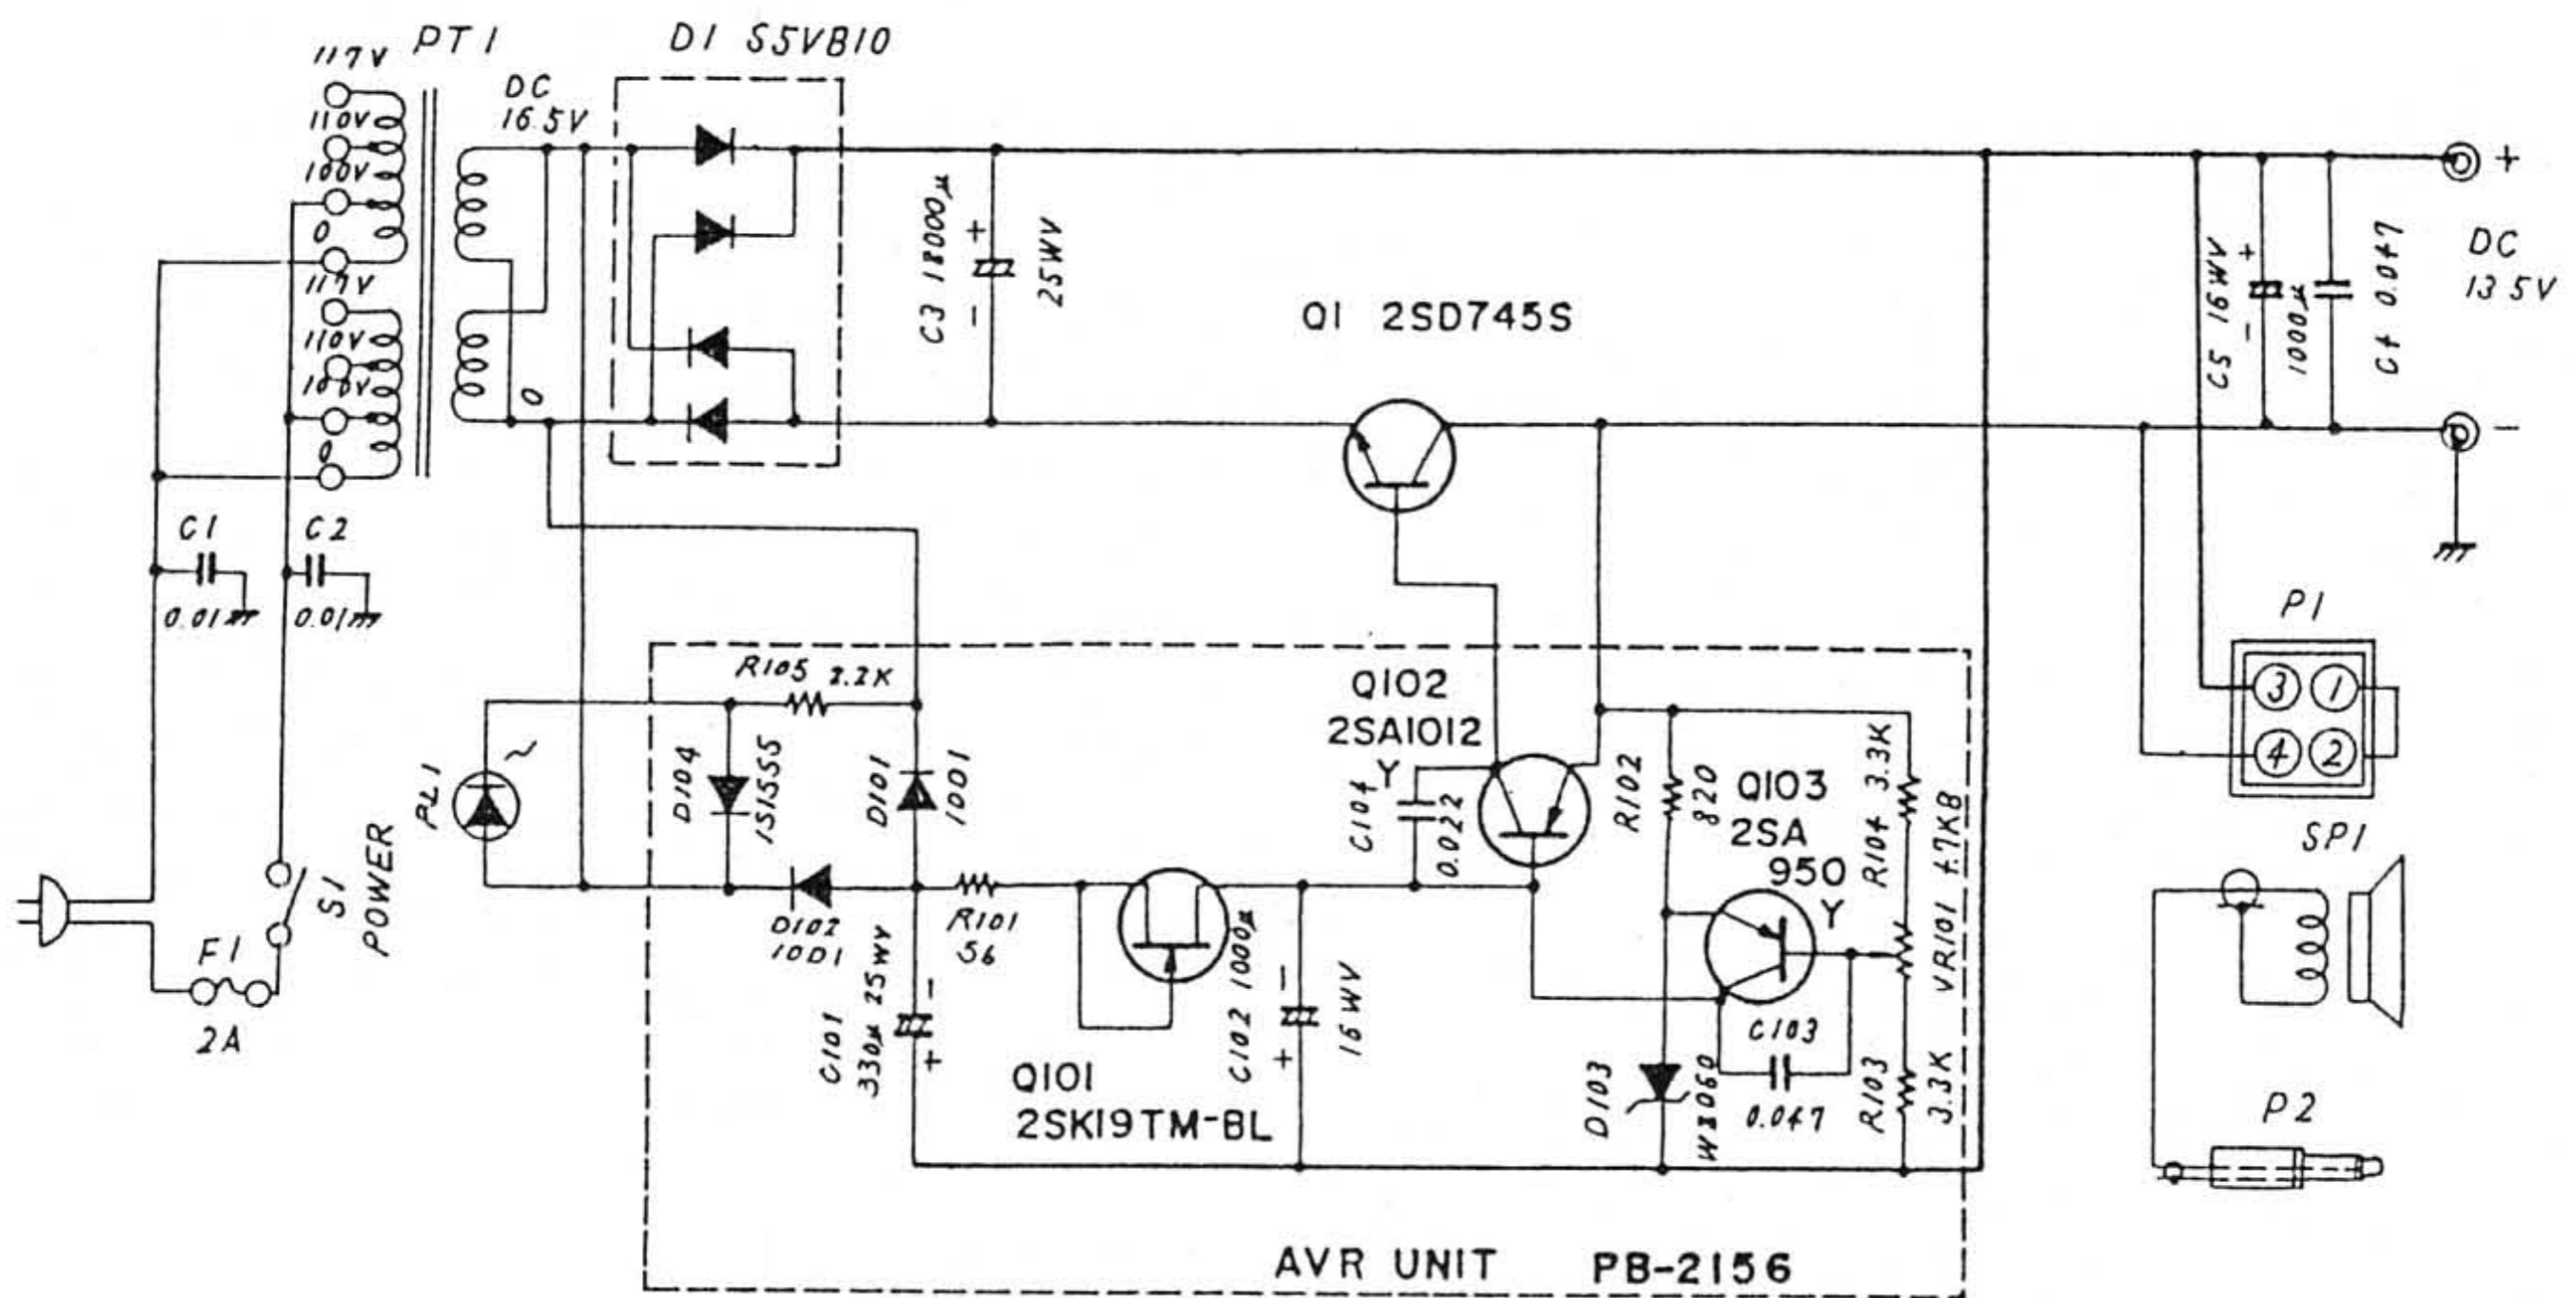 PT1
D1 S5VB10
117V
110V
100V
0
117V
110V
100V
0
DC
16.5V
0
C3 18000μ
25WV
Q1 2SD745S
C5 16WV
1000μ
C4 0.047
+
DC
13.5V
−
C1
0.01
C2
0.01
S1
POWER
F1
2A
PL1
R105 2.2K
D104
1S1555
D101
10D1
D102
10D1
R101
56
C101
330μ 25WV
Q101
2SK19TM-BL
C102 1000μ
16WV
Q102
2SA1012
Y
C104
0.022
R102
820
Q103
2SA
950
Y
R104 3.3K
VR101 4.7KB
C103
0.047
R103
3.3K
D103
AVR UNIT PB-2156
P1
3 1
4 2
SP1
P2